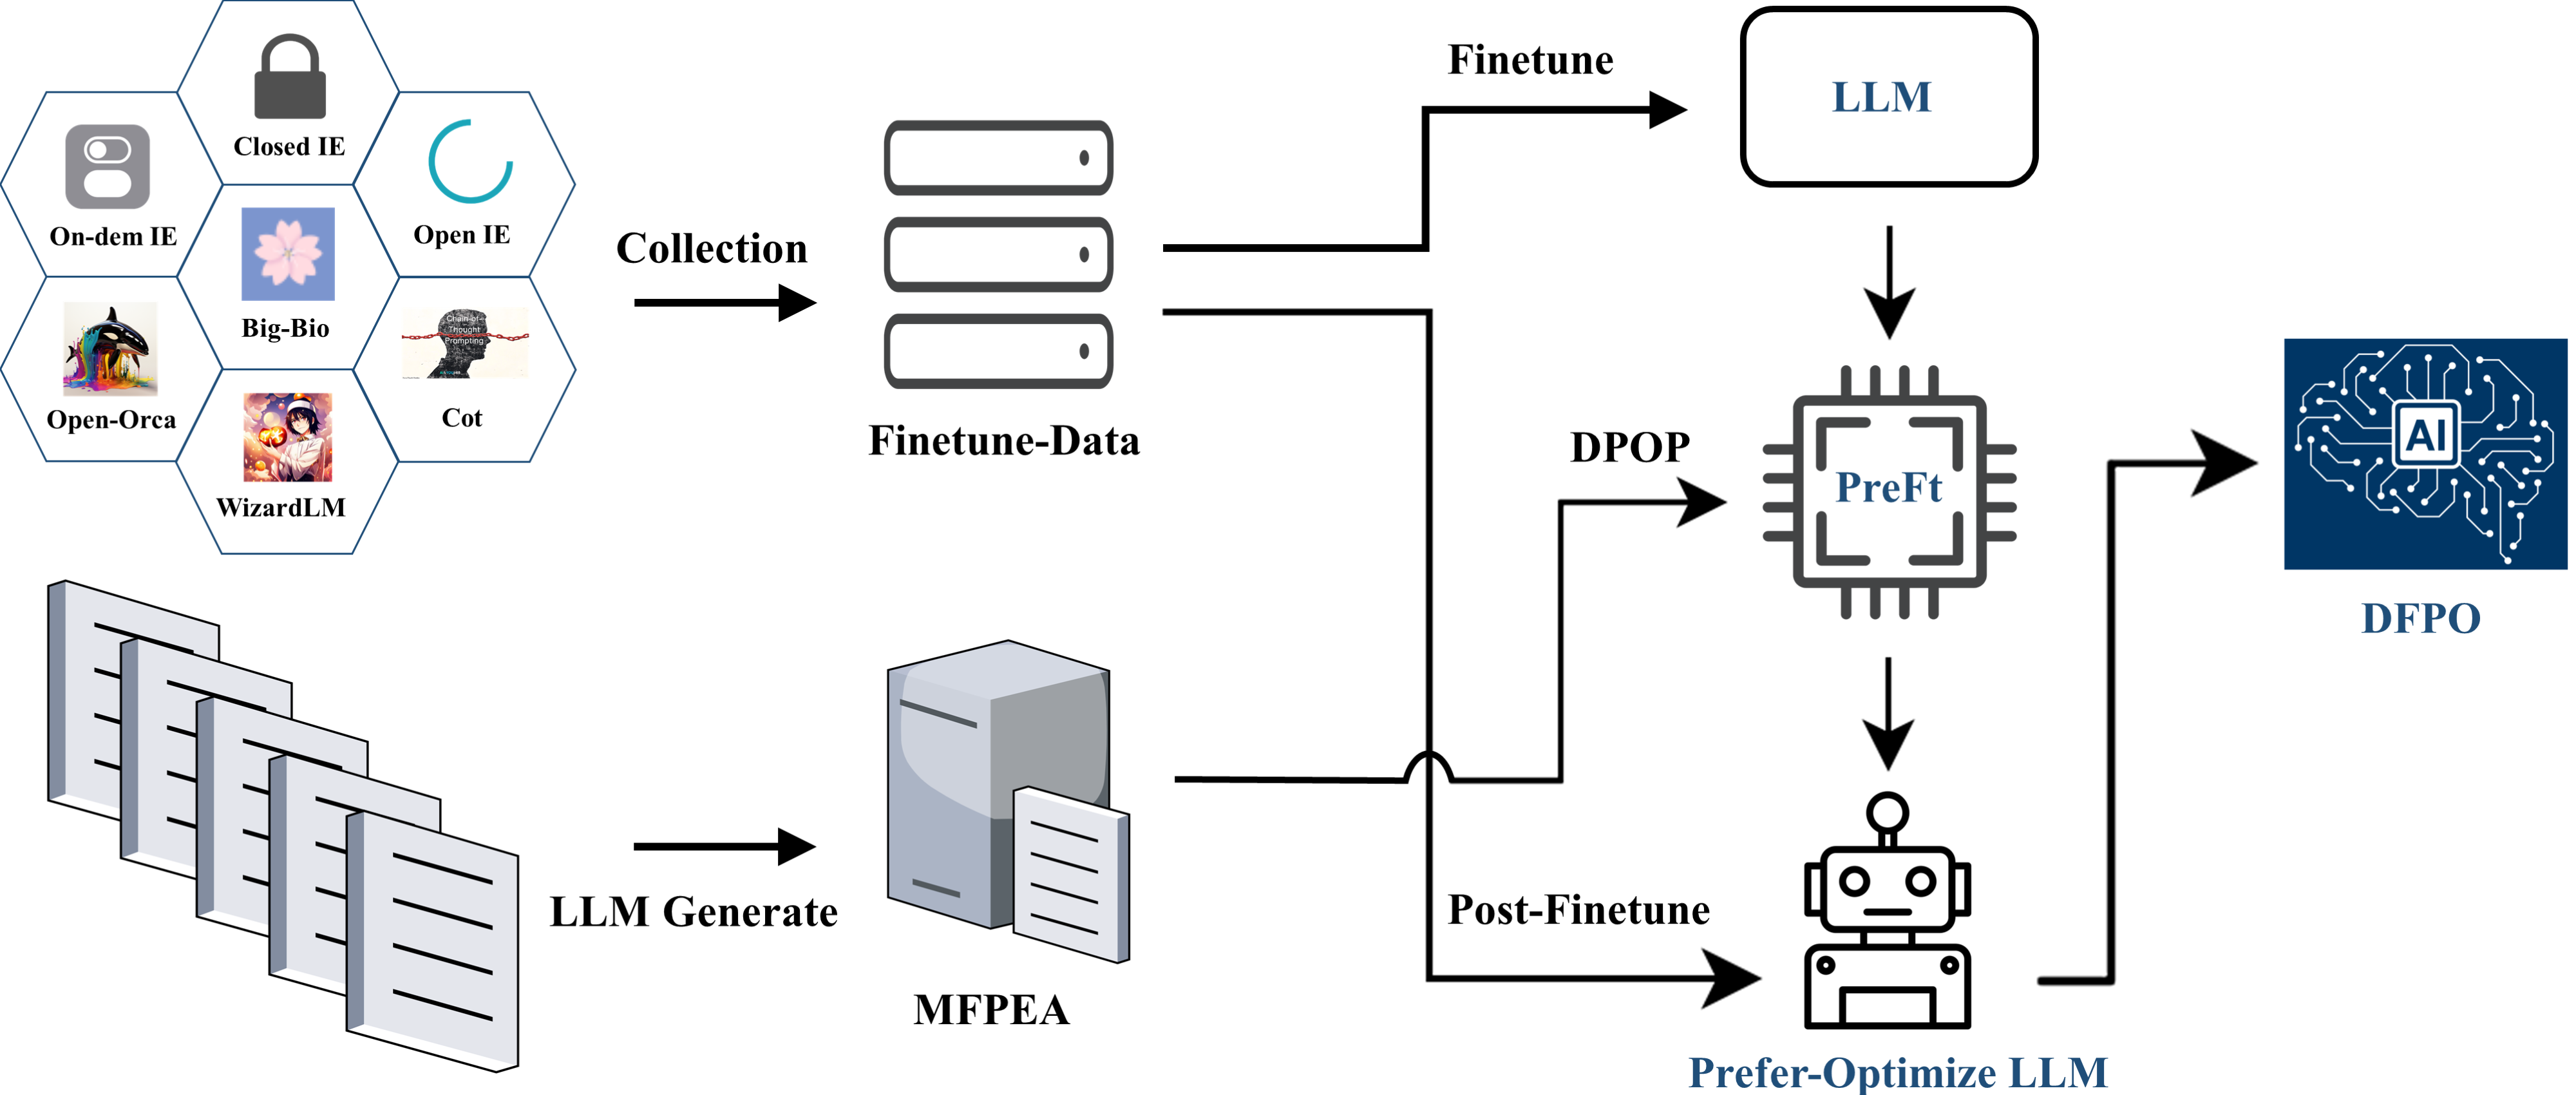 Closed IE
On-dem IE
Open IE
Big-Bio
Open-Orca
Chain-of-
Thought
Prompting
Cot
WizardLM
Collection
Finetune-Data
LLM Generate
MFPEA
Finetune
LLM
DPOP
PreFt
Post-Finetune
Prefer-Optimize LLM
AI
DFPO